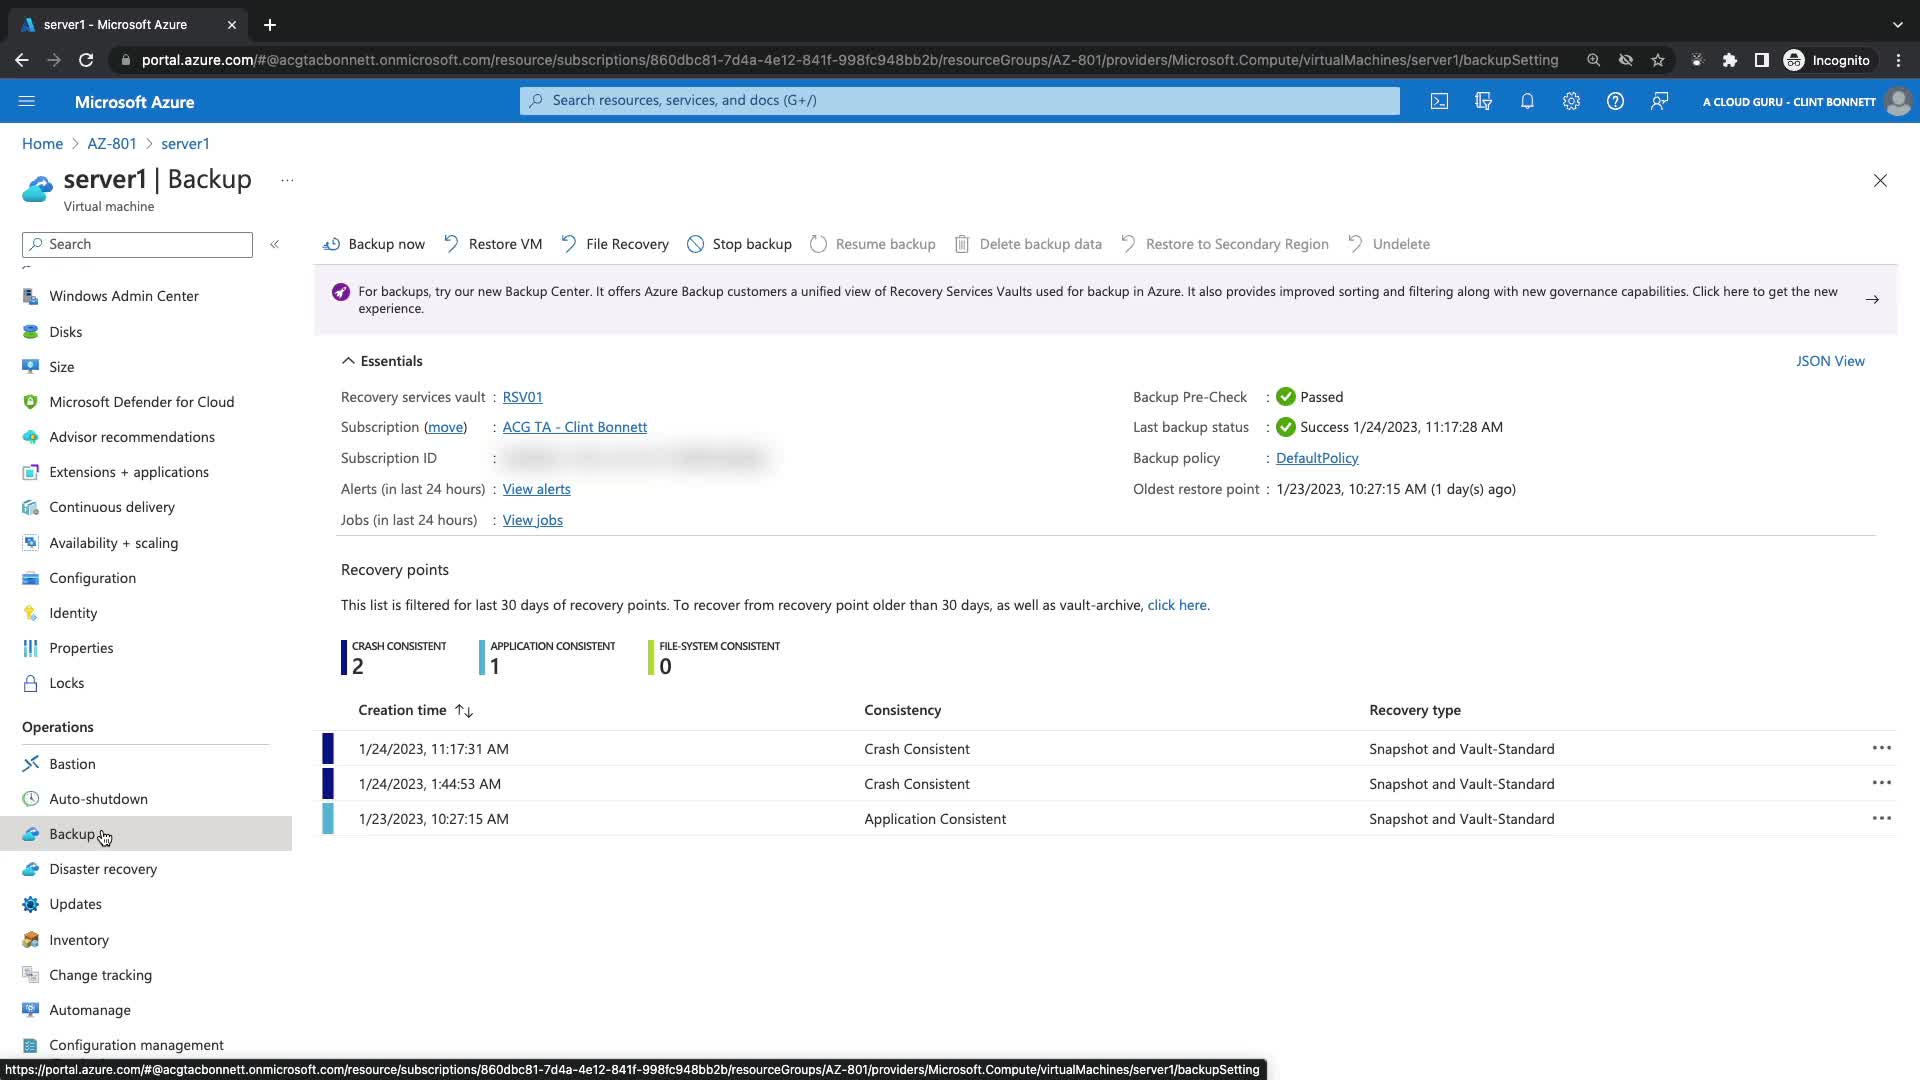 server1 - Microsoft Azure
portal.azure.com/#@acgtacbonnett.onmicrosoft.com/resource/subscriptions/860dbc81-7d4a-4e12-841f-998fc948bb2b/resourceGroups/AZ-801/providers/Microsoft.Compute/virtualMachines/server1/backupSetting
Incognito
Microsoft Azure
Search resources, services, and docs (G+/)
A CLOUD GURU - CLINT BONNETT
Home > AZ-801 > server1
server1 | Backup ...
Virtual machine
Search
Backup now
Restore VM
File Recovery
Stop backup
Resume backup
Delete backup data
Restore to Secondary Region
Undelete
For backups, try our new Backup Center. It offers Azure Backup customers a unified view of Recovery Services Vaults used for backup in Azure. It also provides improved sorting and filtering along with new governance capabilities. Click here to get the new
experience.
Windows Admin Center
Disks
Size
Microsoft Defender for Cloud
Advisor recommendations
Extensions + applications
Continuous delivery
Availability + scaling
Configuration
Identity
Properties
Locks
Operations
Bastion
Auto-shutdown
Backup
Disaster recovery
Updates
Inventory
Change tracking
Automanage
Configuration management
Essentials
JSON View
Recovery services vault : RSV01
Subscription (move) : ACG TA - Clint Bonnett
Subscription ID :
Alerts (in last 24 hours) : View alerts
Jobs (in last 24 hours) : View jobs
Backup Pre-Check : Passed
Last backup status : Success 1/24/2023, 11:17:28 AM
Backup policy : DefaultPolicy
Oldest restore point : 1/23/2023, 10:27:15 AM (1 day(s) ago)
Recovery points
This list is filtered for last 30 days of recovery points. To recover from recovery point older than 30 days, as well as vault-archive, click here.
CRASH CONSISTENT
2
APPLICATION CONSISTENT
1
FILE-SYSTEM CONSISTENT
0
Creation time Consistency Recovery type
1/24/2023, 11:17:31 AM Crash Consistent Snapshot and Vault-Standard
1/24/2023, 1:44:53 AM Crash Consistent Snapshot and Vault-Standard
1/23/2023, 10:27:15 AM Application Consistent Snapshot and Vault-Standard
https://portal.azure.com/#@acgtacbonnett.onmicrosoft.com/resource/subscriptions/860dbc81-7d4a-4e12-841f-998fc948bb2b/resourceGroups/AZ-801/providers/Microsoft.Compute/virtualMachines/server1/backupSetting